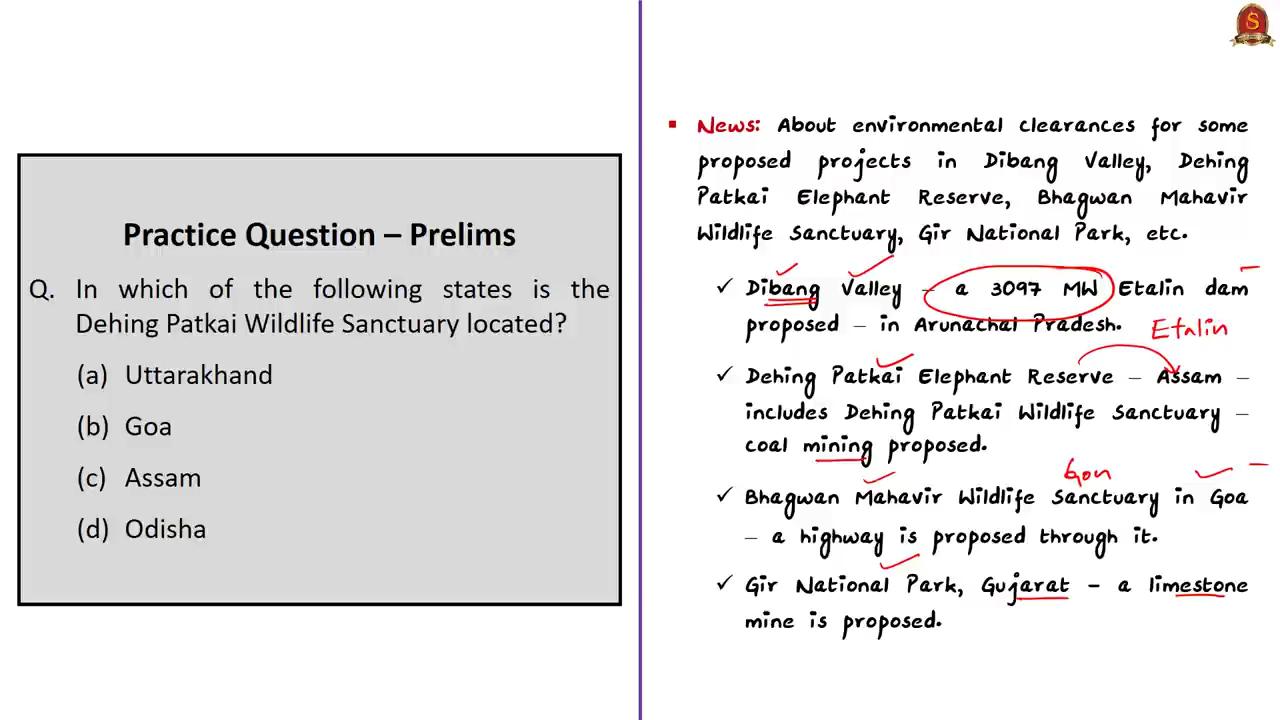 Practice Question – Prelims
Q. In which of the following states is the
Dehing Patkai Wildlife Sanctuary located?
(a) Uttarakhand
(b) Goa
(c) Assam
(d) Odisha
S
News: About environmental clearances for some
proposed projects in Dibang Valley, Dehing
Patkai Elephant Reserve, Bhagwan Mahavir
Wildlife Sanctuary, Gir National Park, etc.
Dibang Valley – a 3097 MW Etalin dam
proposed – in Arunachal Pradesh.
Etalin
Dehing Patkai Elephant Reserve – Assam –
includes Dehing Patkai Wildlife Sanctuary –
coal mining proposed.
Goa
Bhagwan Mahavir Wildlife Sanctuary in Goa
– a highway is proposed through it.
Gir National Park, Gujarat – a limestone
mine is proposed.